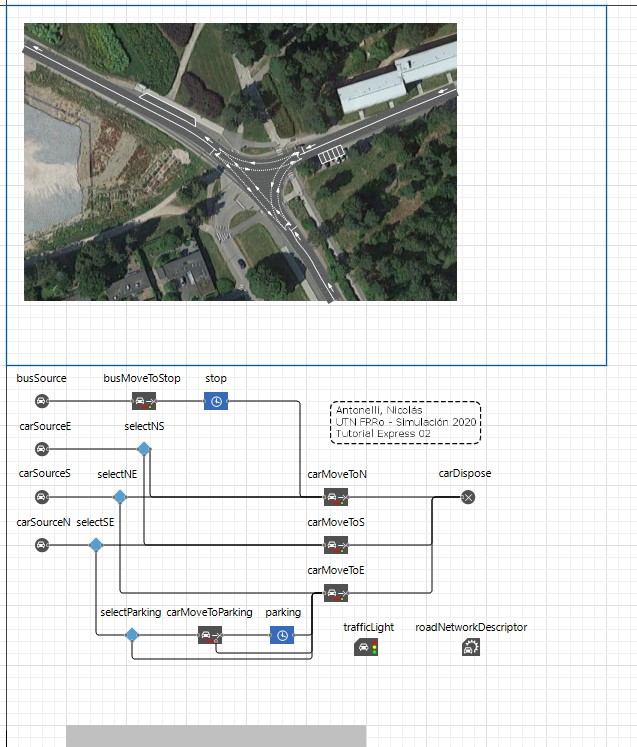 busSource
busMoveToStop
stop
Antonelli, Nicolás
UTN FRRo - Simulación 2020
Tutorial Express 02
carSourceE
selectNS
carSourceS
selectNE
carMoveToN
carDispose
carSourceN
selectSE
carMoveToS
carMoveToE
selectParking
carMoveToParking
parking
trafficLight
roadNetworkDescriptor